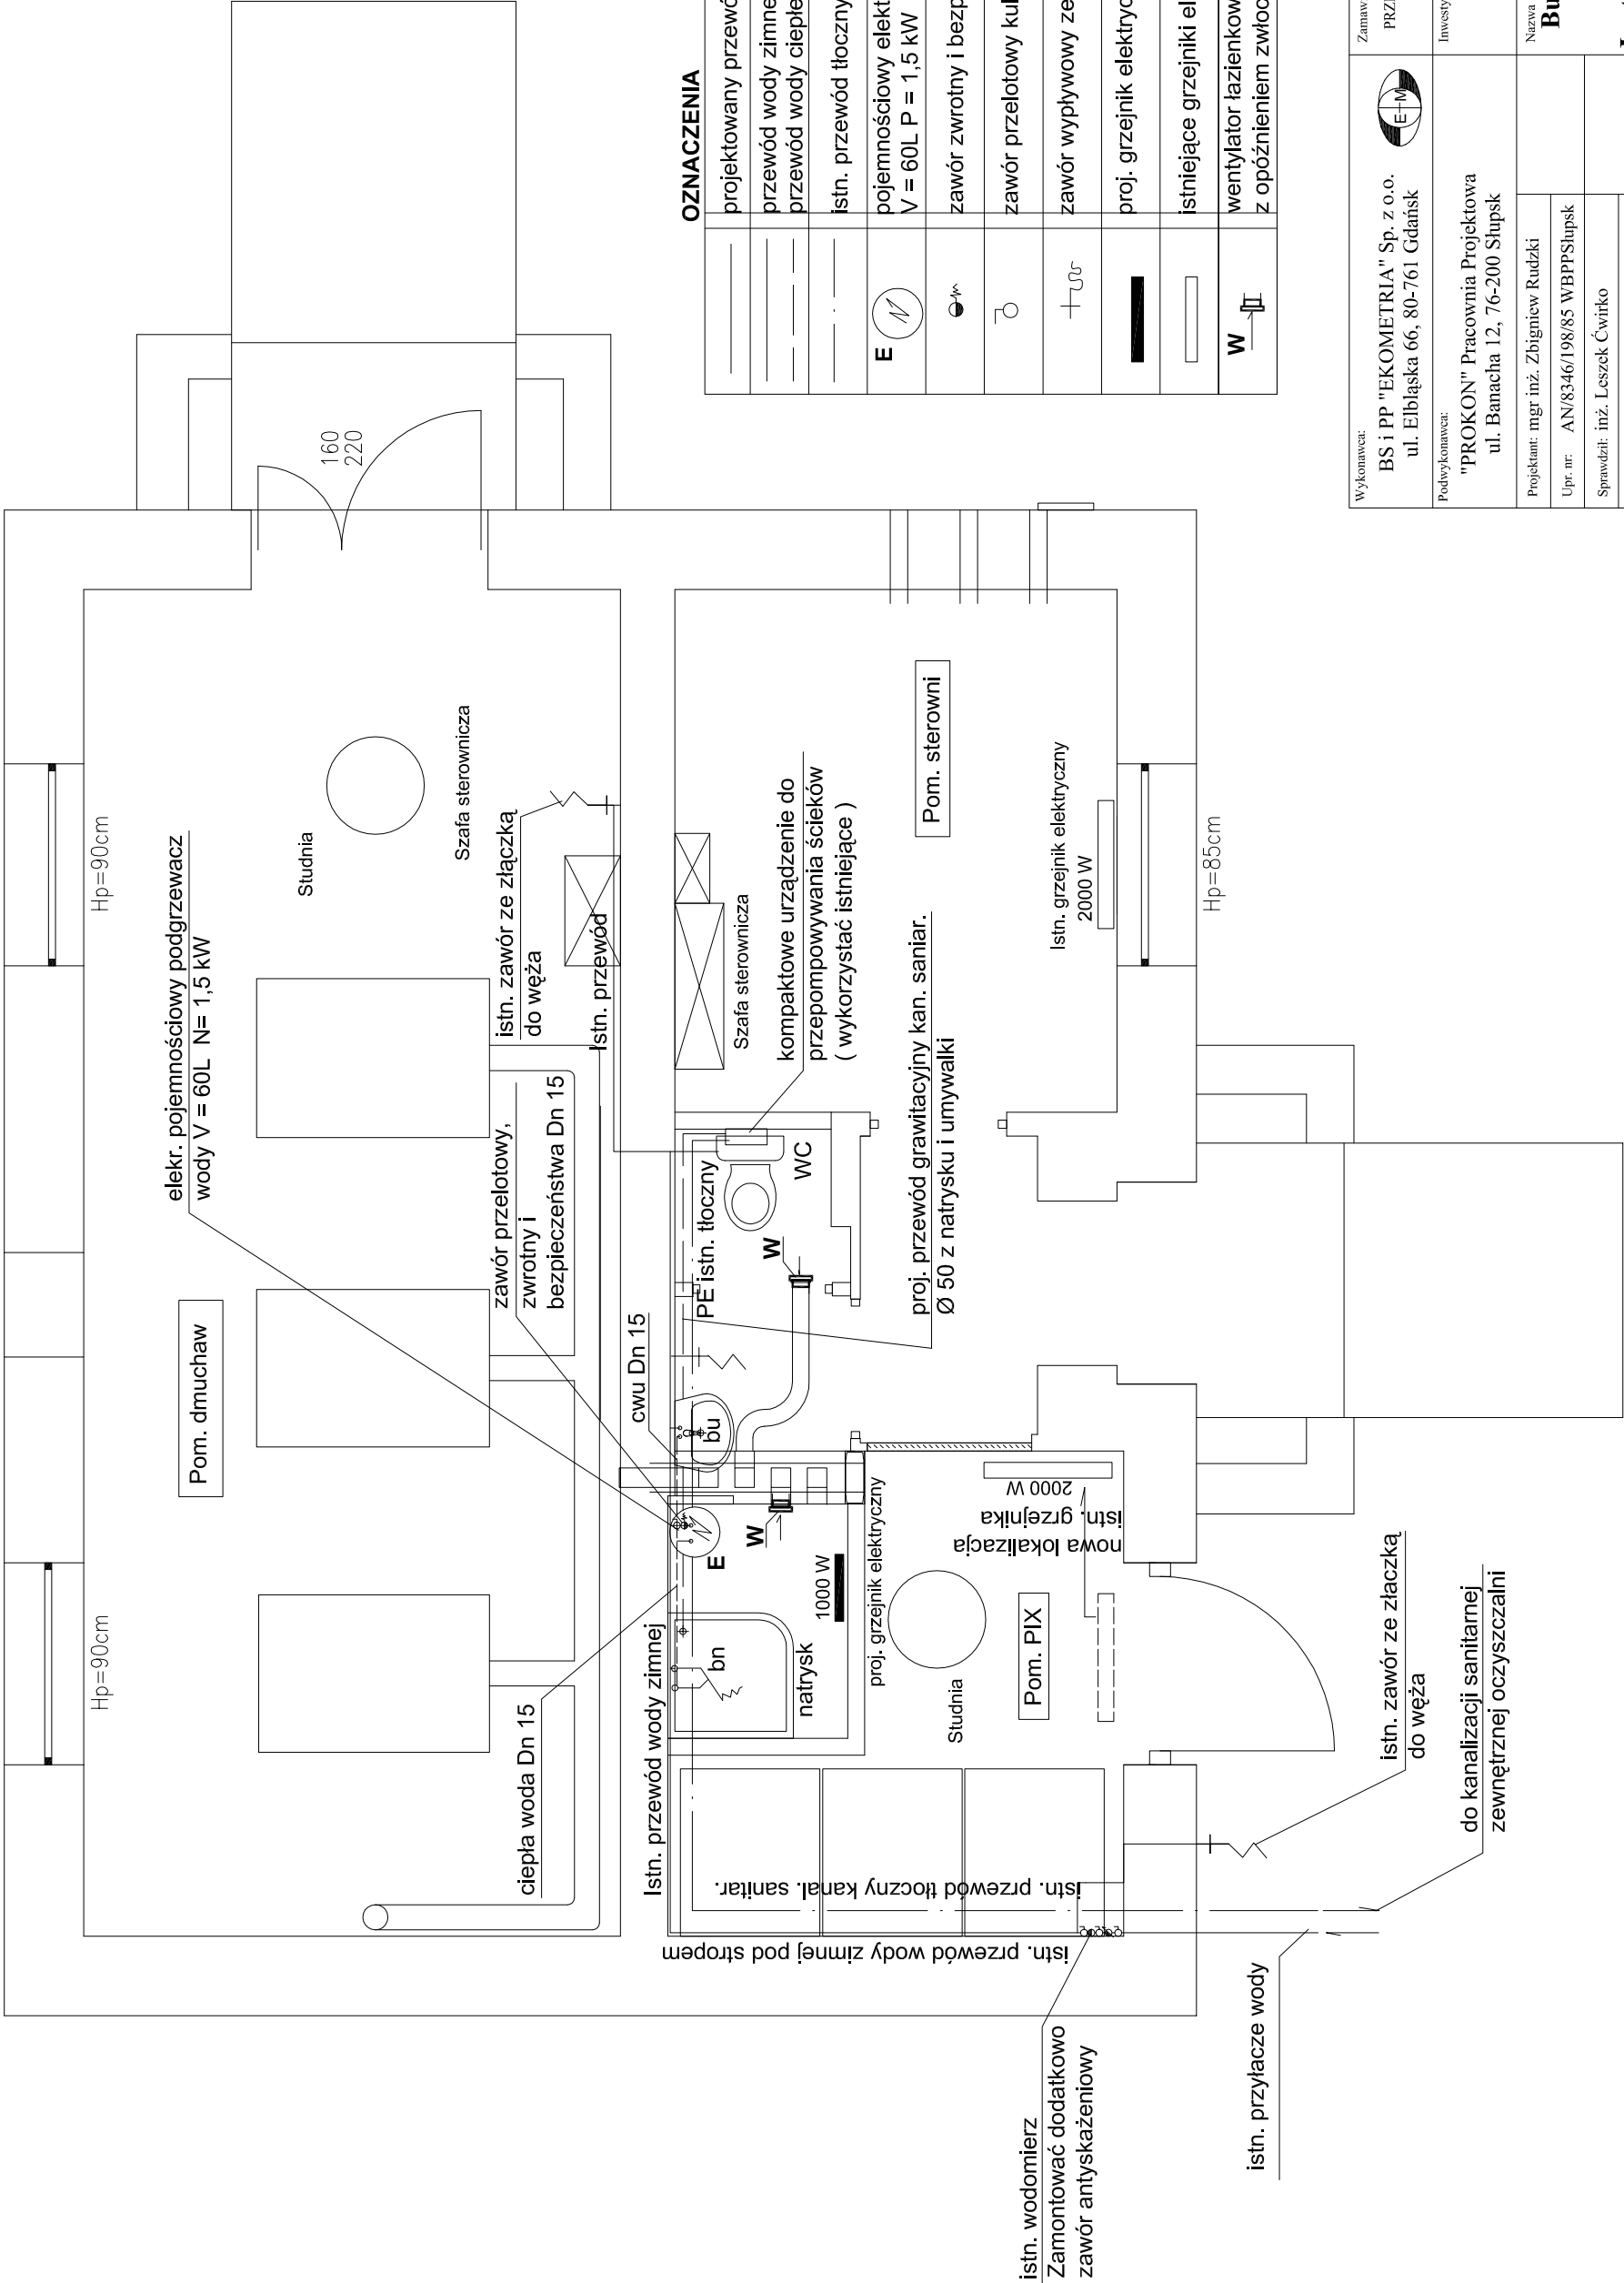 Hp=90cm
Hp=90cm
Pom. dmuchaw
elekr. pojemnościowy podgrzewacz
wody V = 60L  N= 1,5 kW
Studnia
Szafa sterownicza
160
220
ciepła woda Dn 15
zawór przelotowy,
zwrotny i
bezpieczeństwa Dn 15
istn. zawór ze złączką
do węża
Istn. przewód
cwu Dn 15
Istn. przewód wody zimnej
PE istn. tłoczny
WC
W
bu
E
W
bn
natrysk
1000 W
proj. grzejnik elektryczny
Szafa sterownicza
kompaktowe urządzenie do
przepompowywania ścieków
( wykorzystać istniejące )
Pom. sterowni
proj. przewód grawitacyjny kan. saniar.
Ø 50 z natrysku i umywalki
Istn. grzejnik elektryczny
2000 W
Hp=85cm
nowa lokalizacja
istn. grzejnika
2000 W
Studnia
Pom. PIX
istn. przewód tłoczny kanal. sanitar.
istn. przewód wody zimnej pod stropem
istn. zawór ze złaczką
do węża
do kanalizacji sanitarnej
zewnętrznej oczyszczalni
istn. wodomierz
Zamontować dodatkowo
zawór antyskażeniowy
istn. przyłacze wody
OZNACZENIA
projektowany przewó
przewód wody zimne
przewód wody ciepłe
istn. przewód tłoczny
E
pojemnościowy elekt
V = 60L P = 1,5 kW
zawór zwrotny i bezp
zawór przelotowy kul
zawór wypływowy ze
proj. grzejnik elektryc
istniejące grzejniki el
W
wentylator łazienkow
z opóźnieniem zwłoc
Wykonawca:
BS i PP "EKOMETRIA" Sp. z o.o.
ul. Elbląska 66, 80-761 Gdańsk
E+M
Zamaw
PRZI
Podwykonawca:
"PROKON" Pracownia Projektowa
ul. Banacha 12, 76-200 Słupsk
Inwesty
Projektant: mgr inż. Zbigniew Rudzki
Nazwa
Bu
Upr. nr: AN/8346/198/85 WBPPSłupsk
Sprawdził: inż. Leszek Ćwirko